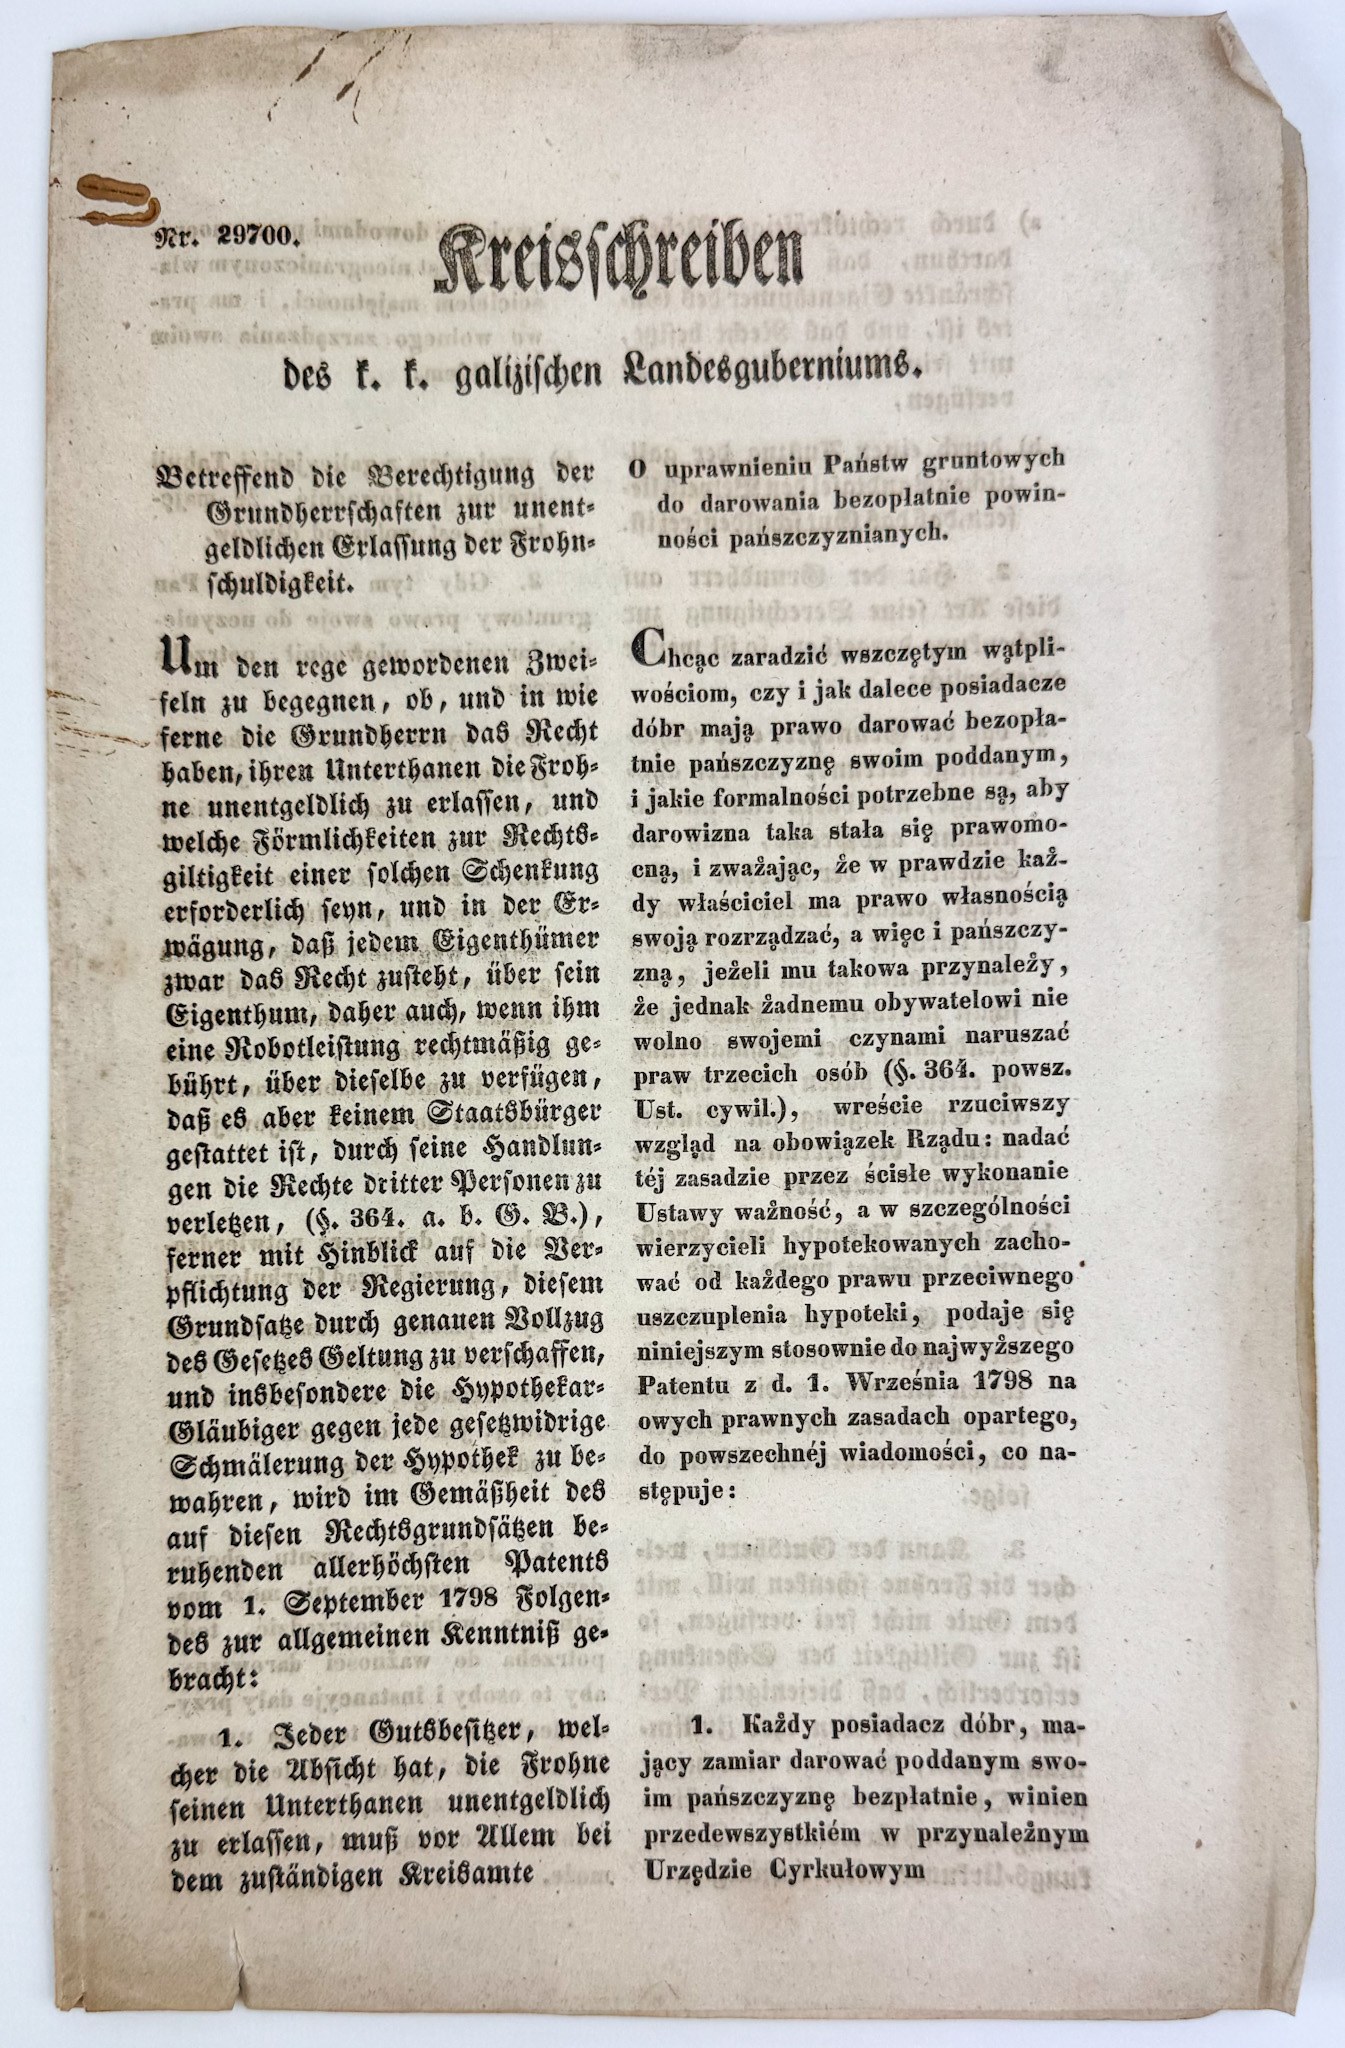 Nr. 29700.
Kreisschreiben
des k. k. galizischen Landesguberniums.
Betreffend die Berechtigung der
Grundherrschaften zur unent-
geldlichen Erlassung der Frohn-
schuldigkeit.
Um den rege gewordenen Zwei-
feln zu begegnen, ob, und in wie
ferne die Grundherrn das Recht
haben, ihren Unterthanen die Froh-
ne unentgeldlich zu erlassen, und
welche Förmlichkeiten zur Rechts-
giltigkeit einer solchen Schenkung
erforderlich seyn, und in der Er-
wägung, daß jedem Eigenthümer
zwar das Recht zusteht, über sein
Eigenthum, daher auch, wenn ihm
eine Robotleistung rechtmäßig ge-
bührt, über dieselbe zu verfügen,
daß es aber keinem Staatsbürger
gestattet ist, durch seine Handlun-
gen die Rechte dritter Personen zu
verletzen, (§. 364. a. b. G. B.),
ferner mit Hinblick auf die Ver-
pflichtung der Regierung, diesem
Grundsatze durch genauen Vollzug
des Gesetzes Geltung zu verschaffen,
und insbesondere die Hypothekar-
Gläubiger gegen jede gesetzwidrige
Schmälerung der Hypothek zu be-
wahren, wird im Gemäßheit des
auf diesen Rechtsgrundsätzen be-
ruhenden allerhöchsten Patents
vom 1. September 1798 Folgen-
des zur allgemeinen Kenntniß ge-
bracht:
1. Jeder Gutsbesitzer, wel-
cher die Absicht hat, die Frohne
seinen Unterthanen unentgeldlich
zu erlassen, muß vor Allem bei
dem zuständigen Kreisamte
O uprawnieniu Państw gruntowych
do darowania bezopłatnie powin-
ności pańszczyznianych.
Chcąc zaradzić wszczętym wątpli-
wościom, czy i jak dalece posiadacze
dóbr mają prawo darować bezopła-
tnie pańszczyznę swoim poddanym,
i jakie formalności potrzebne są, aby
darowizna taka stała się prawomo-
cną, i zważając, że w prawdzie każ-
dy właściciel ma prawo własnością
swoją rozrządzać, a więc i pańszczy-
zną, jeżeli mu takowa przynależy,
że jednak żadnemu obywatelowi nie
wolno swojemi czynami naruszać
praw trzecich osób (§. 364. powsz.
Ust. cywil.), wreście rzuciwszy
wzgląd na obowiązek Rządu: nadać
téj zasadzie przez ścisłe wykonanie
Ustawy ważność, a w szczególności
wierzycieli hypotekowanych zacho-
wać od każdego prawu przeciwnego
uszczuplenia hypoteki, podaje się
niniejszym stosownie do najwyższego
Patentu z d. 1. Września 1798 na
owych prawnych zasadach opartego,
do powszechnéj wiadomości, co na-
stępuje:
1. Każdy posiadacz dóbr, ma-
jący zamiar darować poddanym swo-
im pańszczyznę bezpłatnie, winien
przedewszystkiém w przynależnym
Urzędzie Cyrkułowym